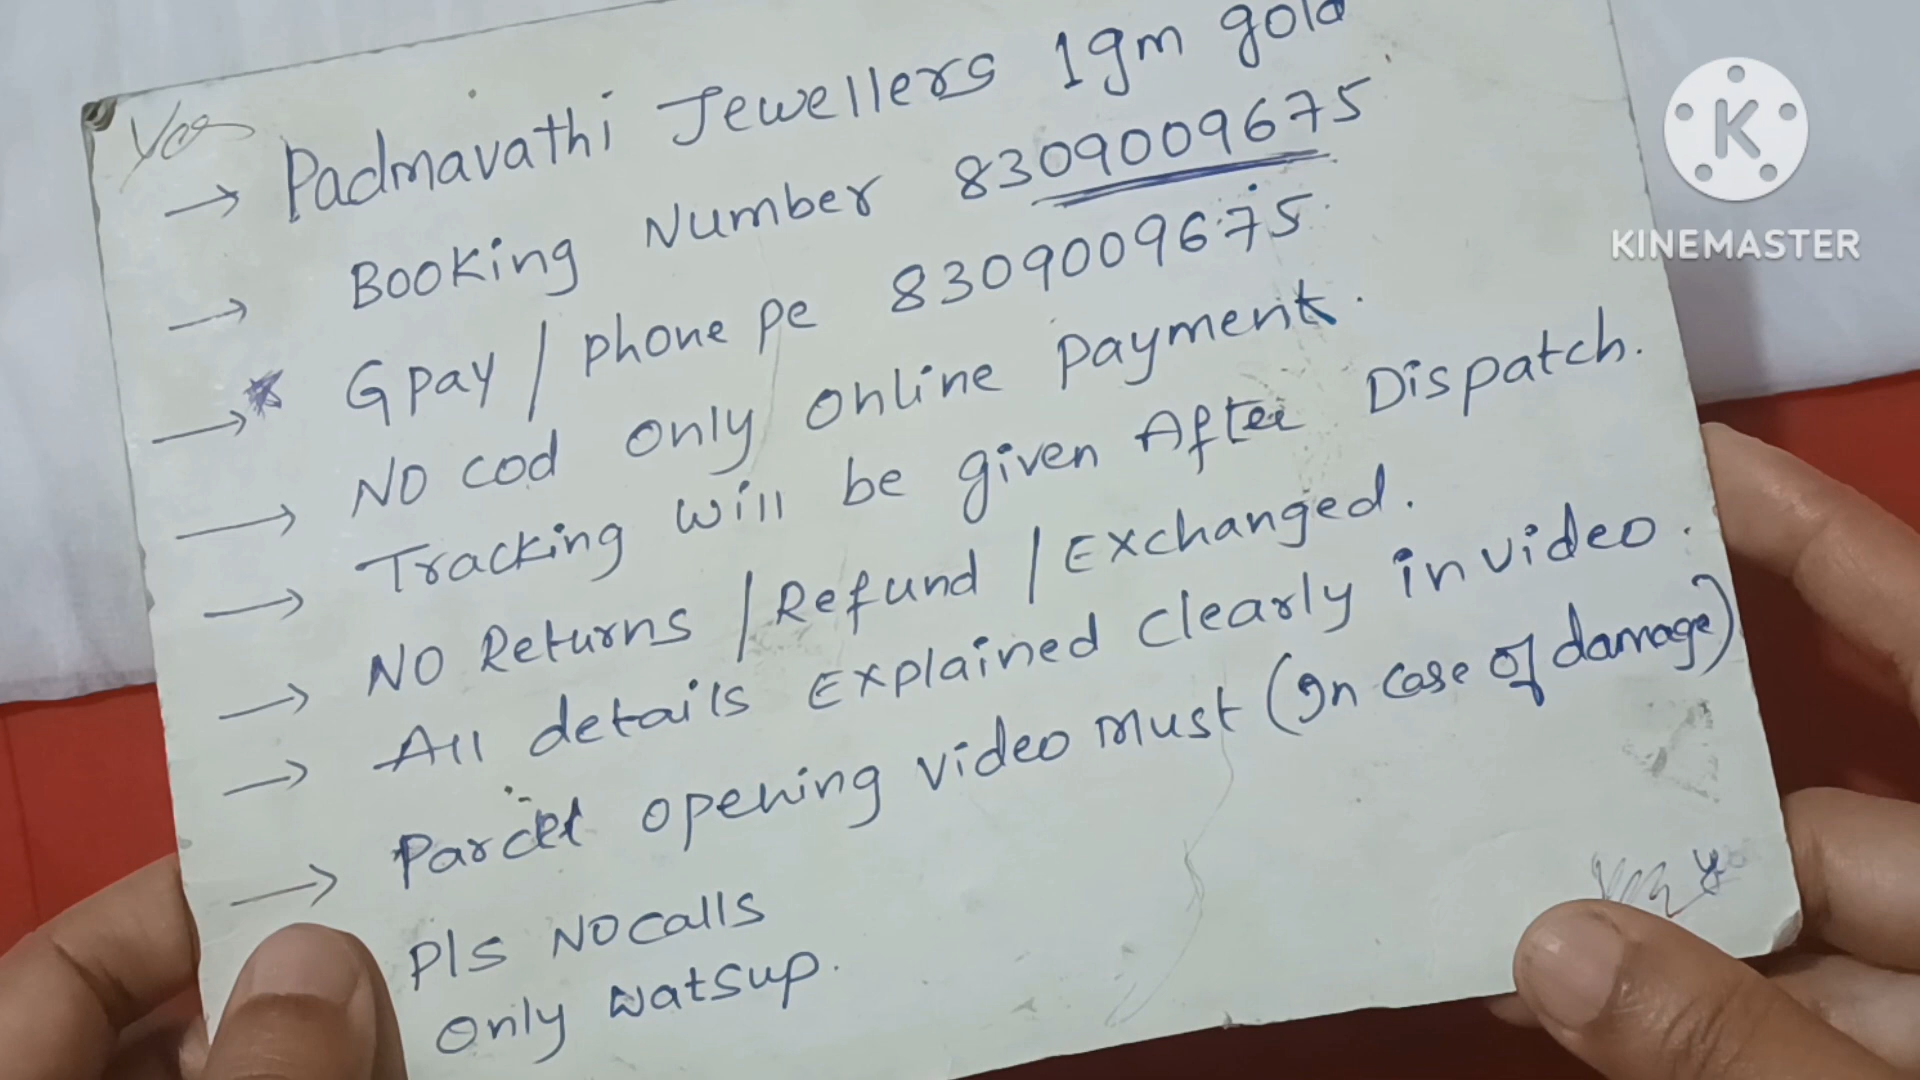 Padmavathi Jewellers 1gm gold
Booking Number 8309009675
Gpay / phone pe 8309009675
NO cod only online payment.
Tracking will be given After Dispatch.
NO Returns / Refund / Exchanged.
All details Explained clearly in video.
Parcel opening video must (In case of damage)
Pls NO calls
only watsup.
K
KINEMASTER